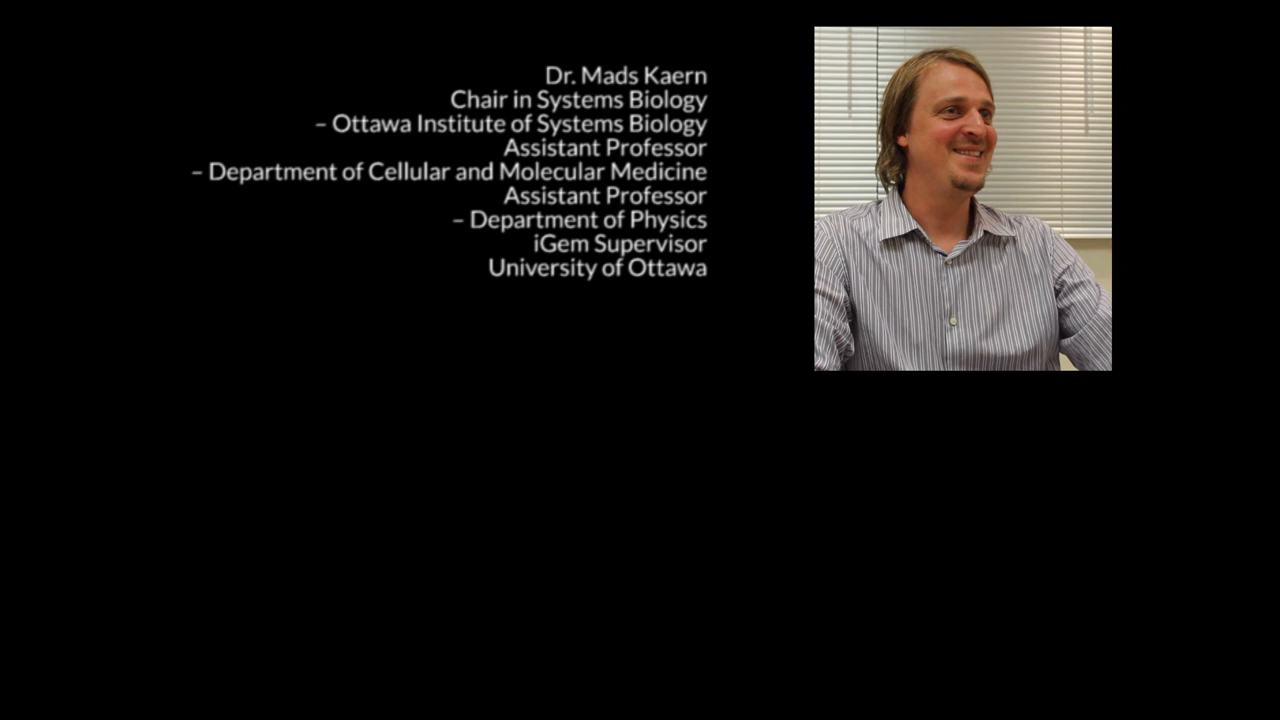 Dr. Mads Kaern
Chair in Systems Biology
– Ottawa Institute of Systems Biology
Assistant Professor
– Department of Cellular and Molecular Medicine
Assistant Professor
– Department of Physics
iGem Supervisor
University of Ottawa